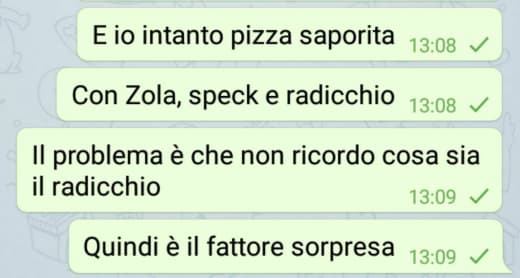 E io intanto pizza saporita 13:08
Con Zola, speck e radicchio 13:08
Il problema è che non ricordo cosa sia
il radicchio 13:09
Quindi è il fattore sorpresa 13:09